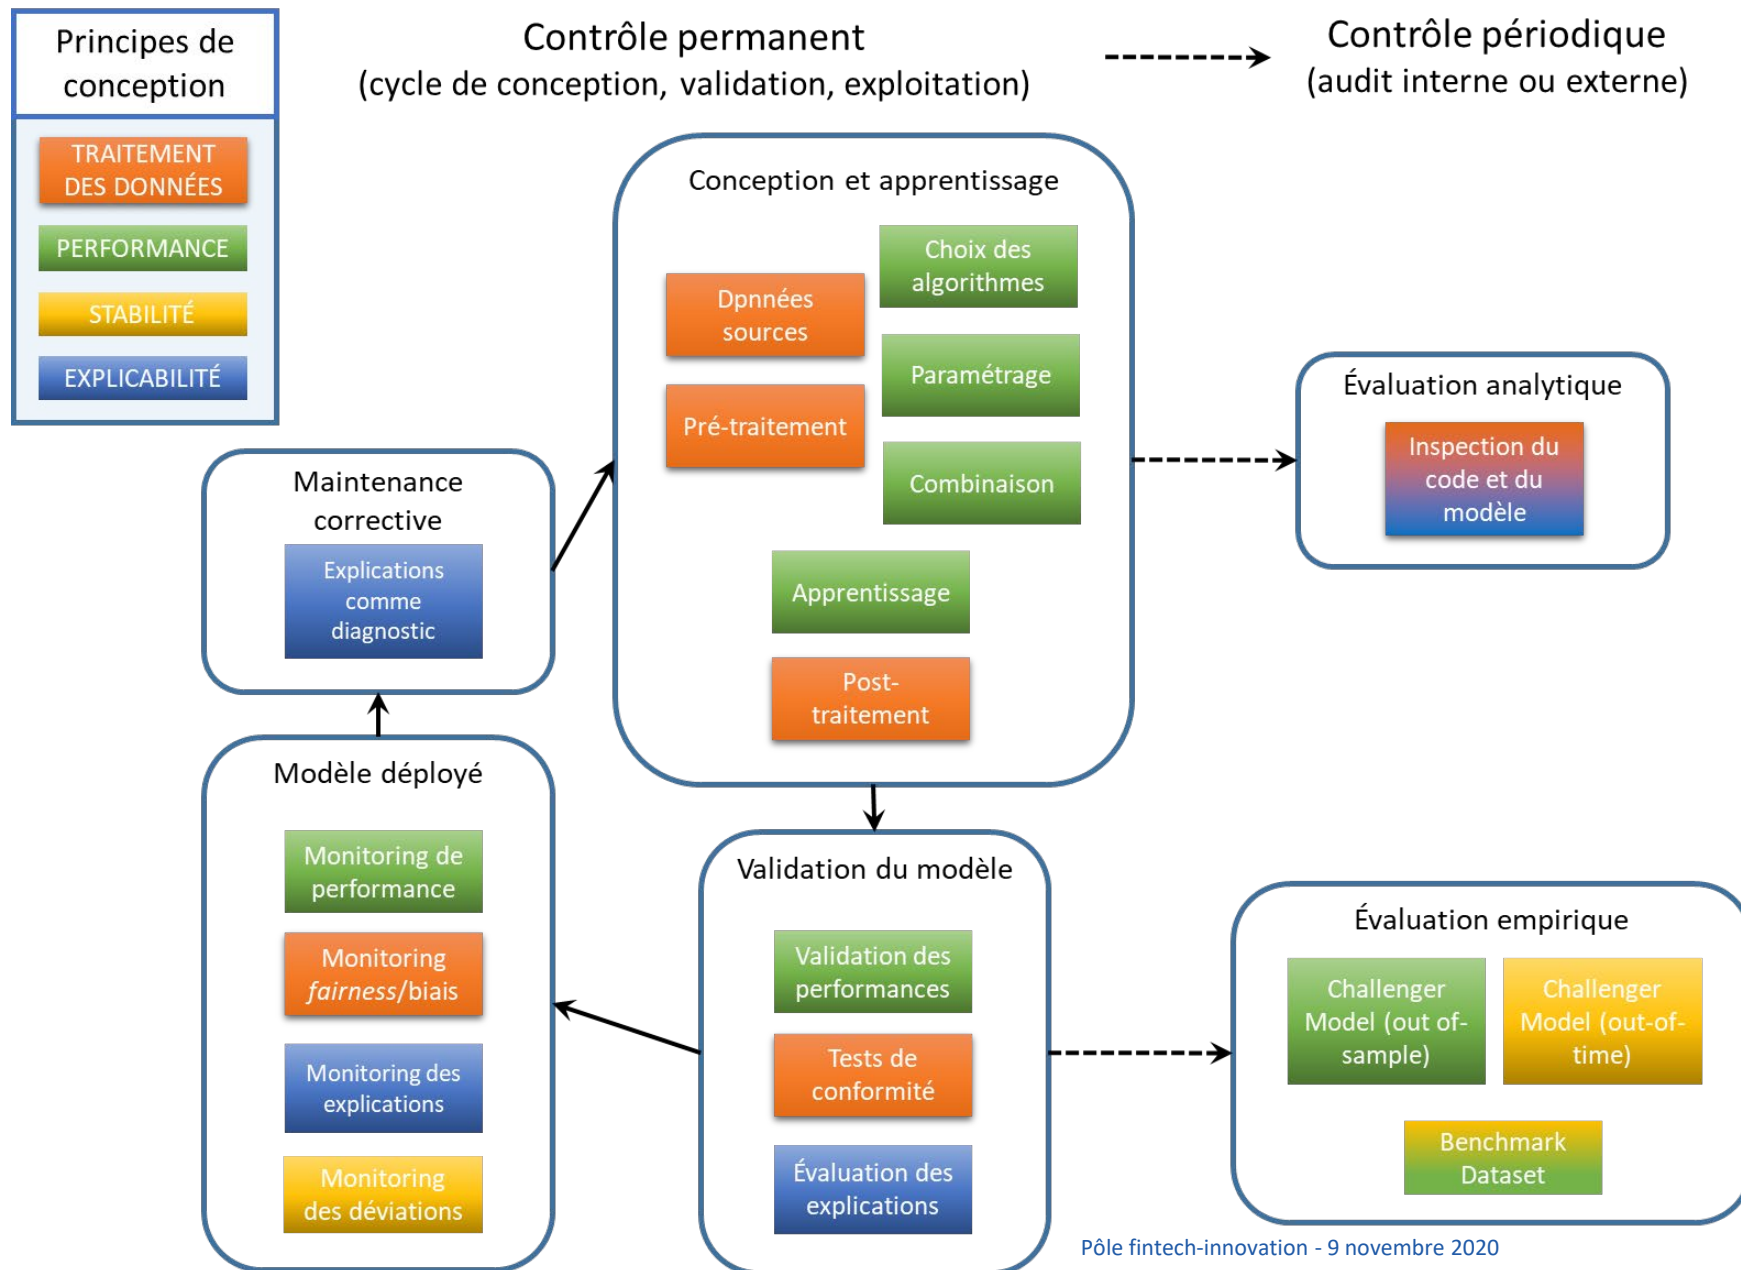 Principes de
conception
TRAITEMENT
DES DONNÉES
PERFORMANCE
STABILITÉ
EXPLICABILITÉ
Contrôle permanent
(cycle de conception, validation, exploitation)
Contrôle périodique
(audit interne ou externe)
Conception et apprentissage
Dpnnées
sources
Pré-traitement
Choix des
algorithmes
Paramétrage
Combinaison
Apprentissage
Post-
traitement
Évaluation analytique
Inspection du
code et du
modèle
Maintenance
corrective
Explications
comme
diagnostic
Modèle déployé
Monitoring de
performance
Monitoring
fairness/biais
Monitoring des
explications
Monitoring
des déviations
Validation du modèle
Validation des
performances
Tests de
conformité
Évaluation des
explications
Évaluation empirique
Challenger
Model (out of-
sample)
Challenger
Model (out-of-
time)
Benchmark
Dataset
Pôle fintech-innovation - 9 novembre 2020